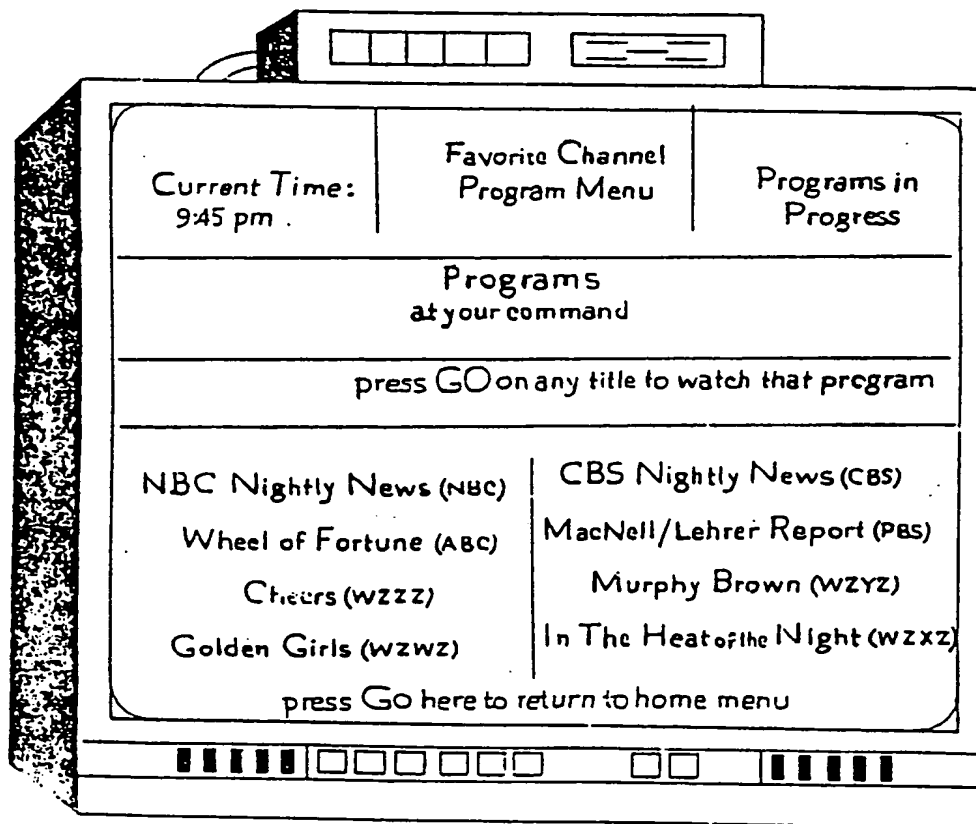 Current Time:
9:45 pm
Favorite Channel
Program Menu
Programs in
Progress
Programs
at your command
press GO on any title to watch that program
NBC Nightly News (NBC)
Wheel of Fortune (ABC)
Cheers (WZZZ)
Golden Girls (WZWZ)
CBS Nightly News (CBS)
MacNell/Lehrer Report (PBS)
Murphy Brown (WZYZ)
In The Heat of the Night (WZXZ)
press Go here to return to home menu